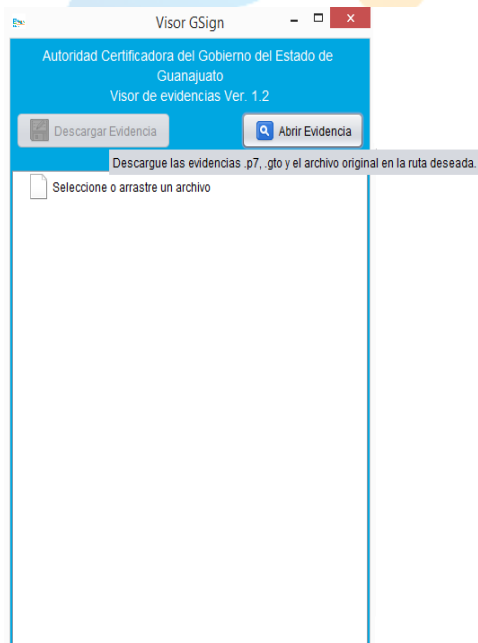 Visor GSign
Autoridad Certificadora del Gobierno del Estado de
Guanajuato
Visor de evidencias Ver. 1.2
Descargar Evidencia
Abrir Evidencia
Descargue las evidencias .p7, .gto y el archivo original en la ruta deseada.
Seleccione o arrastre un archivo